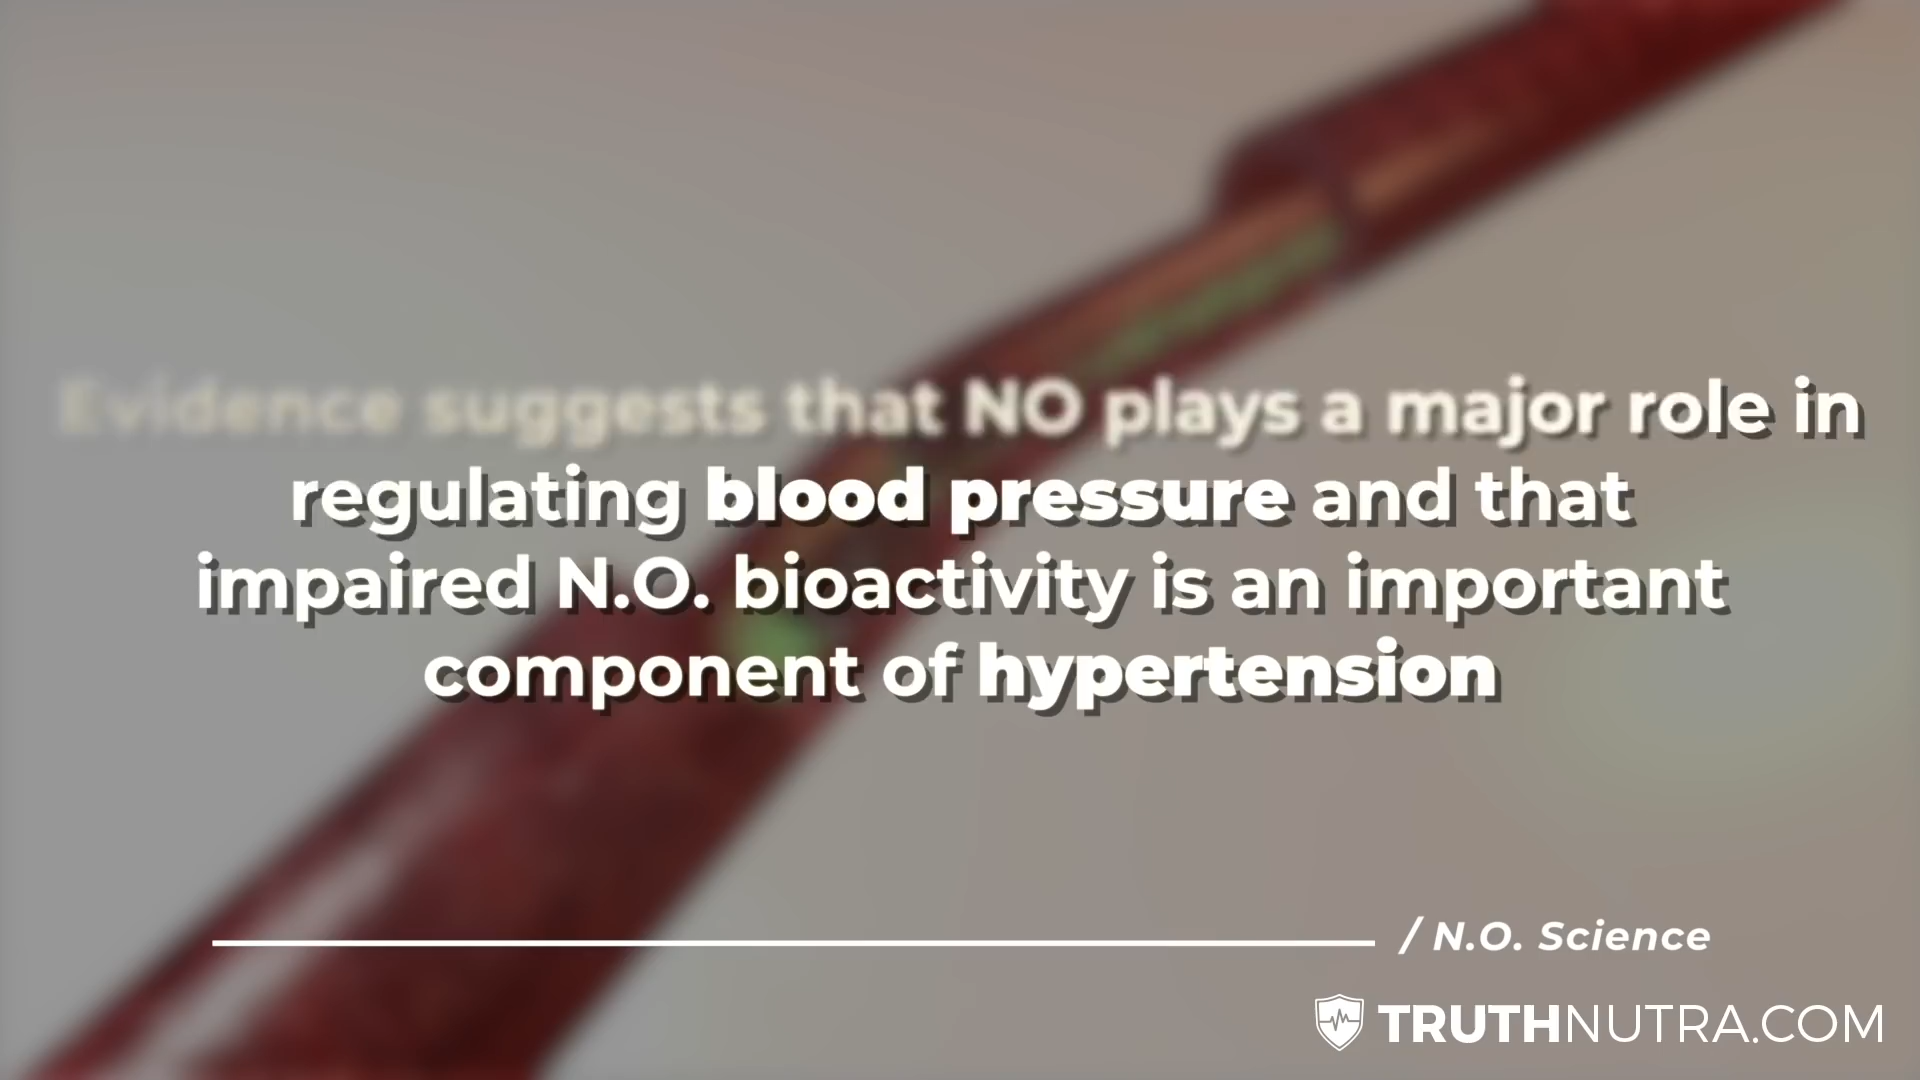 Evidence suggests that NO plays a major role in
regulating blood pressure and that
impaired N.O. bioactivity is an important
component of hypertension
/ N.O. Science
TRUTHNUTRA.COM